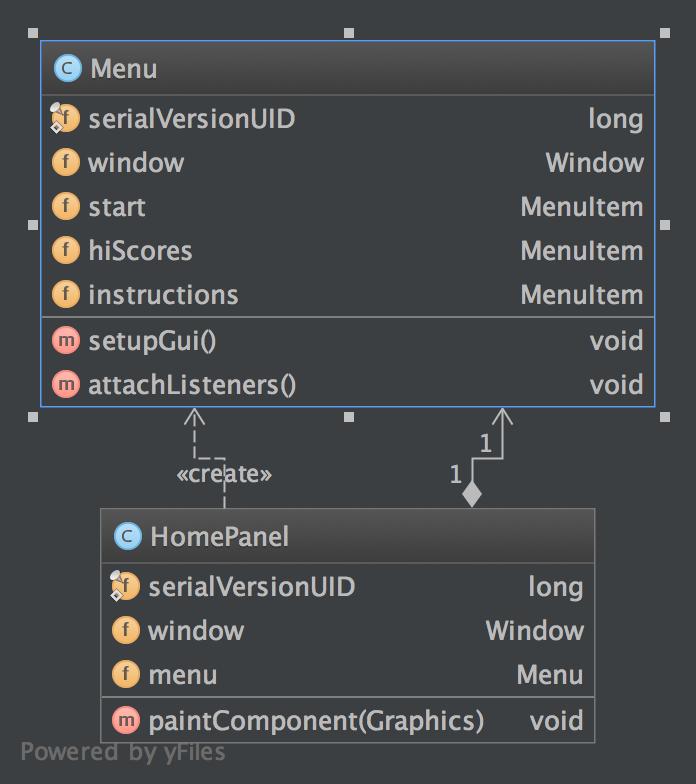 C Menu
f serialVersionUID long
f window Window
f start MenuItem
f hiScores MenuItem
f instructions MenuItem
m setupGui() void
m attachListeners() void
1
«create» 1
C HomePanel
f serialVersionUID long
f window Window
f menu Menu
m paintComponent(Graphics) void
Powered by yFiles